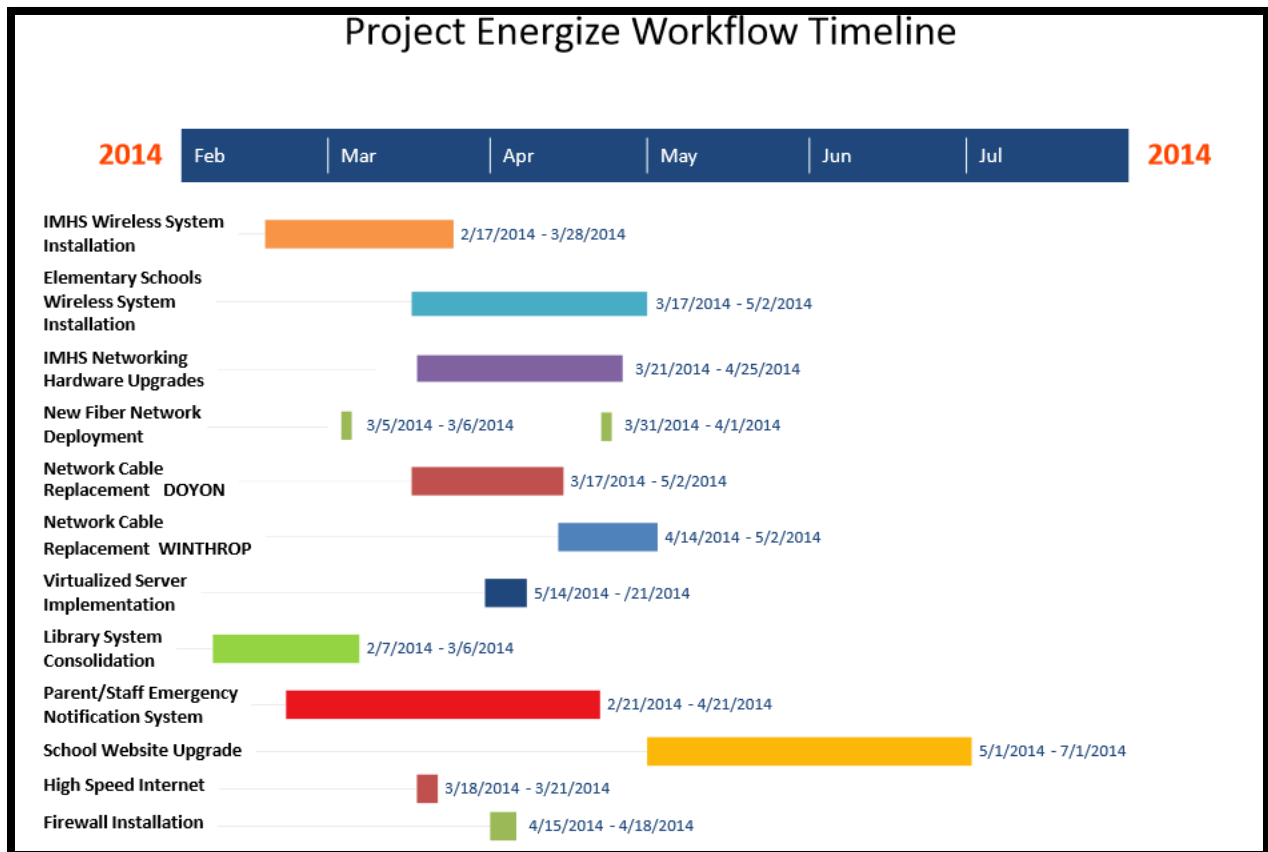 Project Energize Workflow Timeline
2014 Feb Mar Apr May Jun Jul 2014
IMHS Wireless System
Installation
2/17/2014 - 3/28/2014
Elementary Schools
Wireless System
Installation
3/17/2014 - 5/2/2014
IMHS Networking
Hardware Upgrades
3/21/2014 - 4/25/2014
New Fiber Network
Deployment
3/5/2014 - 3/6/2014
3/31/2014 - 4/1/2014
Network Cable
Replacement DOYON
3/17/2014 - 5/2/2014
Network Cable
Replacement WINTHROP
4/14/2014 - 5/2/2014
Virtualized Server
Implementation
5/14/2014 - /21/2014
Library System
Consolidation
2/7/2014 - 3/6/2014
Parent/Staff Emergency
Notification System
2/21/2014 - 4/21/2014
School Website Upgrade
5/1/2014 - 7/1/2014
High Speed Internet
3/18/2014 - 3/21/2014
Firewall Installation
4/15/2014 - 4/18/2014